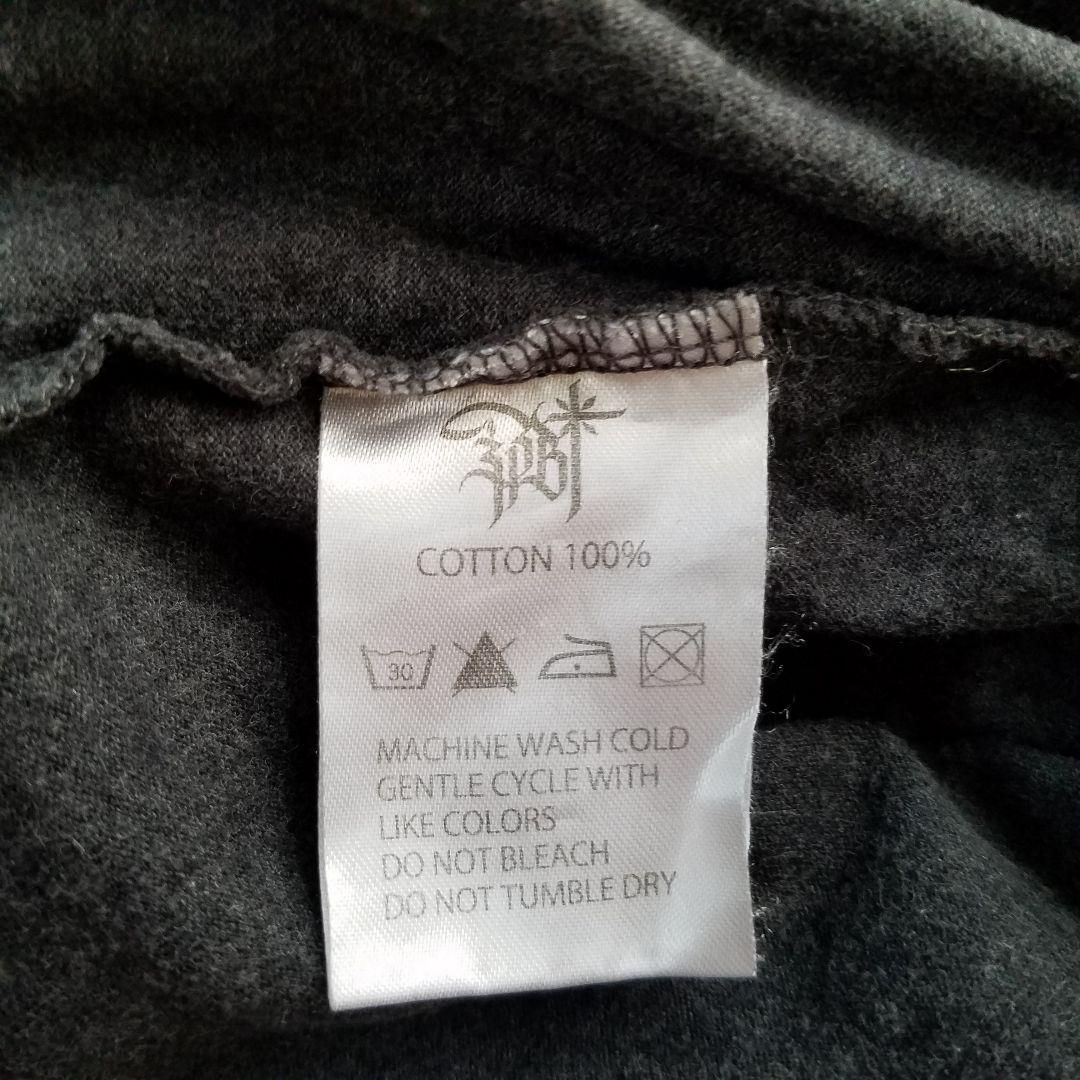 COTTON 100%
30
MACHINE WASH COLD
GENTLE CYCLE WITH
LIKE COLORS
DO NOT BLEACH
DO NOT TUMBLE DRY